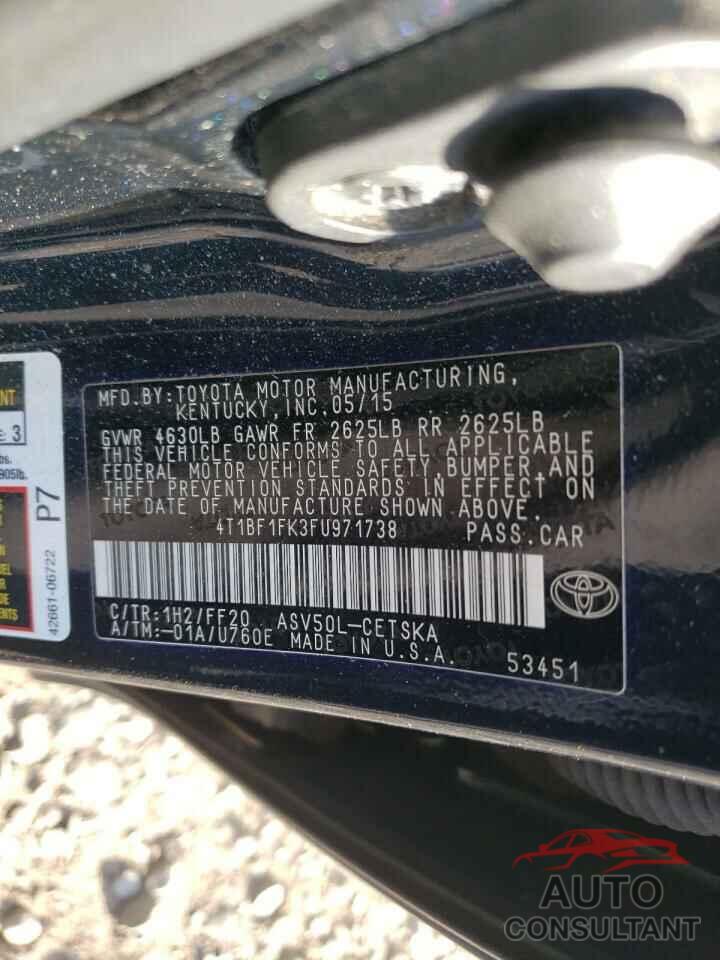 MFD.BY:TOYOTA MOTOR MANUFACTURING,
KENTUCKY,INC.05/15
GVWR 4630LB GAWR FR 2625LB RR 2625LB
THIS VEHICLE CONFORMS TO ALL APPLICABLE
FEDERAL MOTOR VEHICLE SAFETY, BUMPER,AND
THEFT PREVENTION STANDARDS IN EFFECT ON
THE DATE OF MANUFACTURE SHOWN ABOVE.
4T1BF1FK3FU971738 PASS.CAR
C/TR:1H2/FF20 ASV50L-CETSKA
A/TM:-01A/U760E MADE IN U.S.A.
53451
3
905lb.
P7
42661-06722
AUTO
CONSULTANT